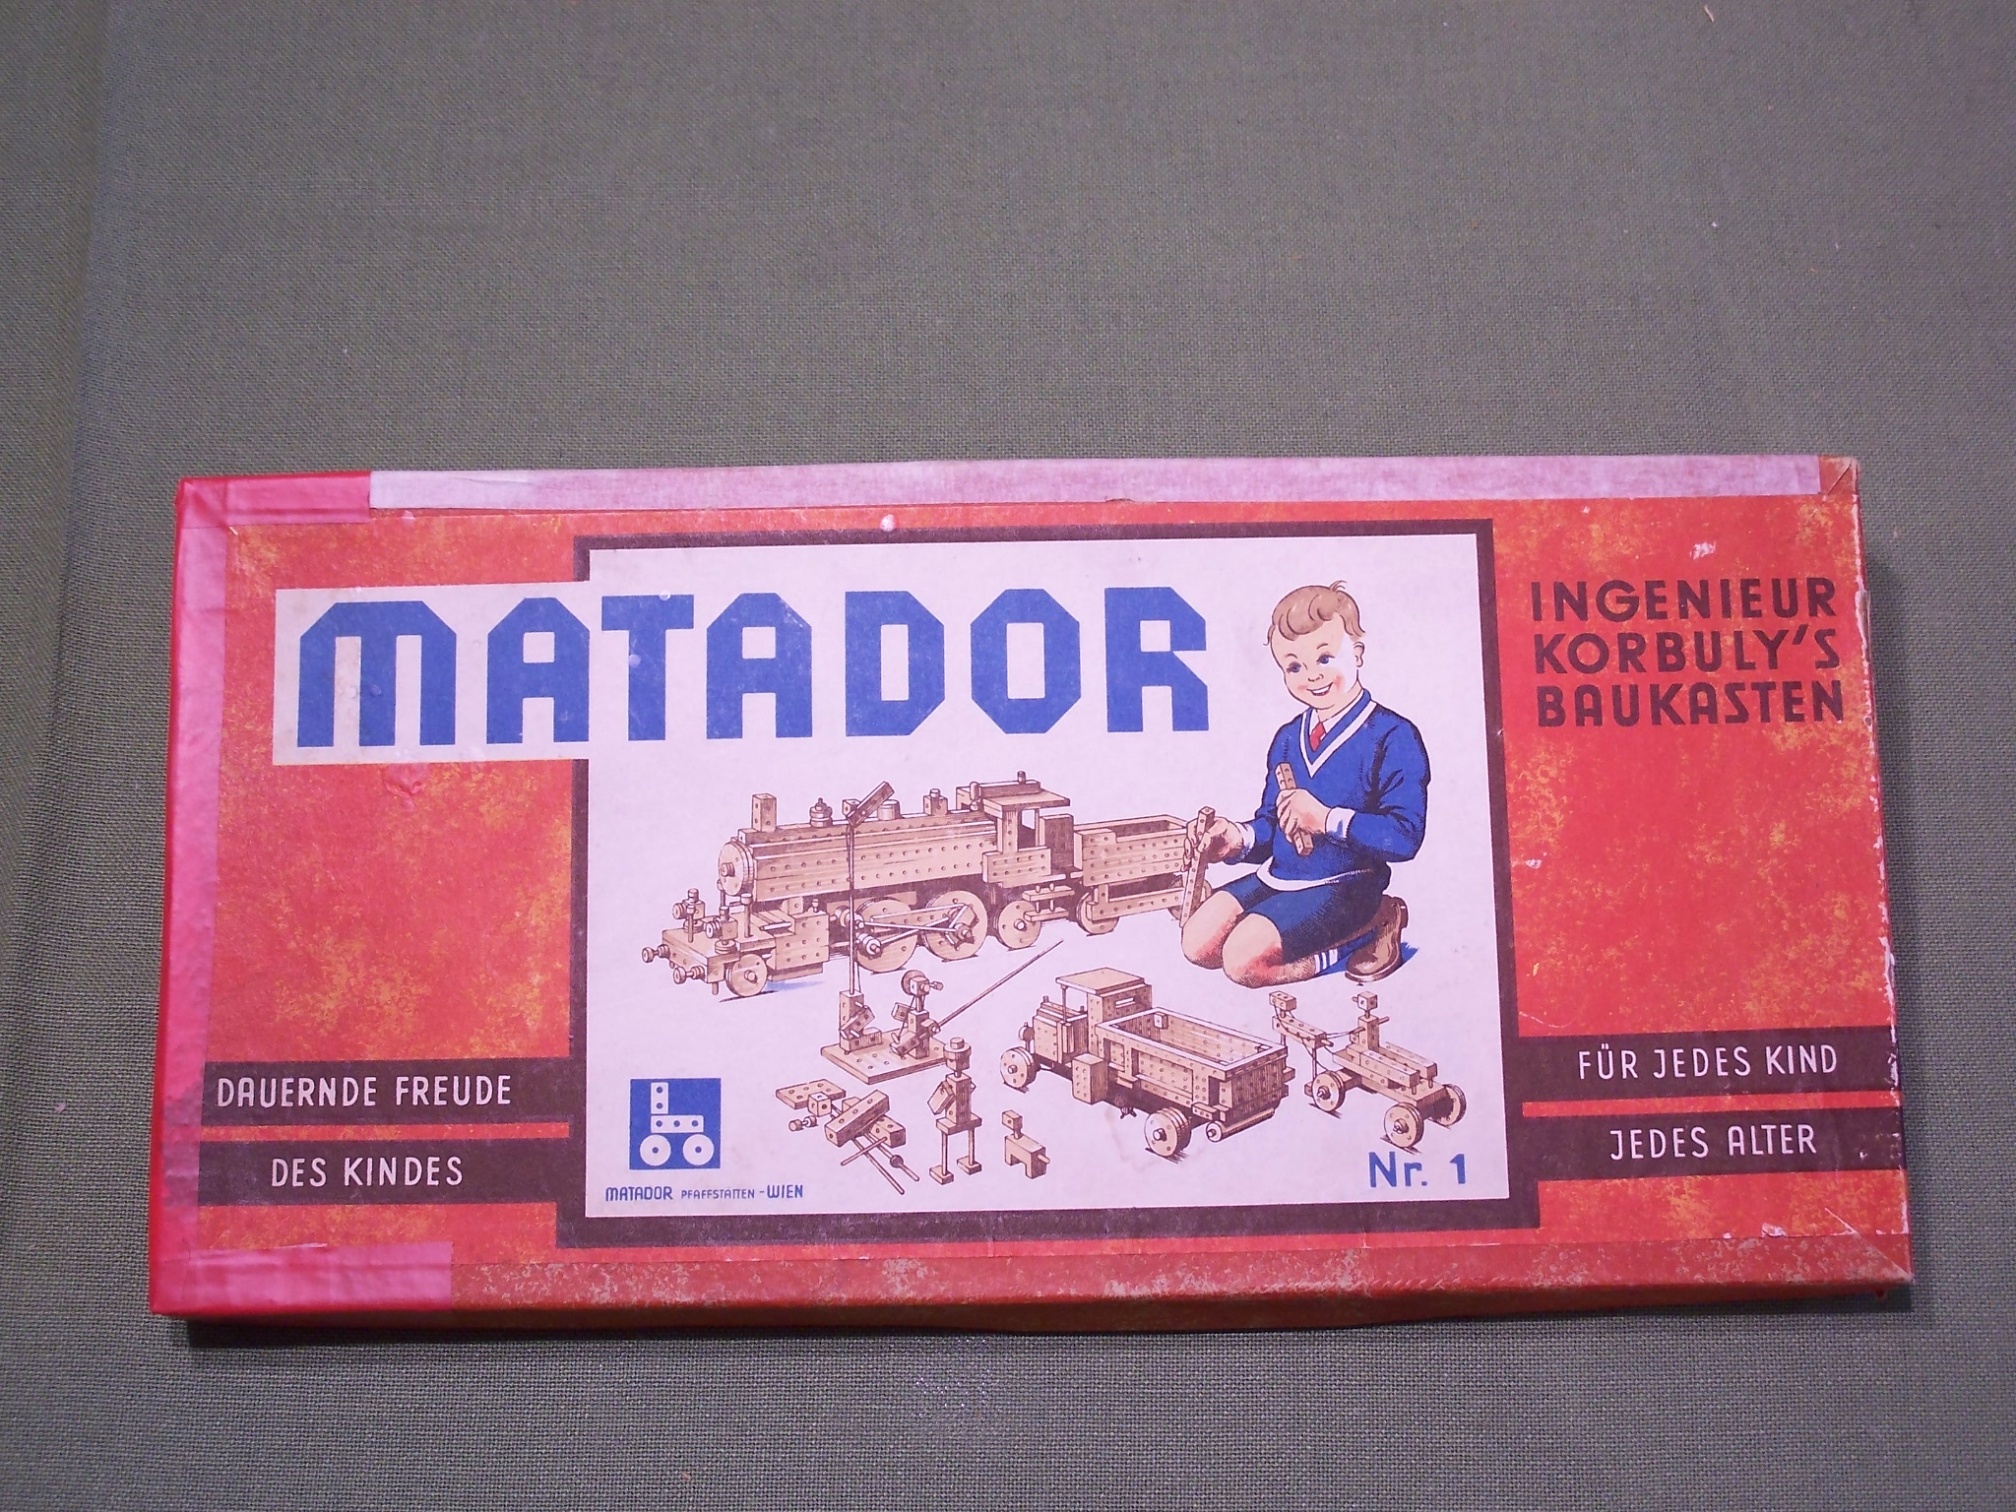 MATADOR
INGENIEUR
KORBULY'S
BAUKASTEN
DAUERNDE FREUDE
DES KINDES
FÜR JEDES KIND
JEDES ALTER
MATADOR PFAFFSTÄTTEN - WIEN
Nr. 1